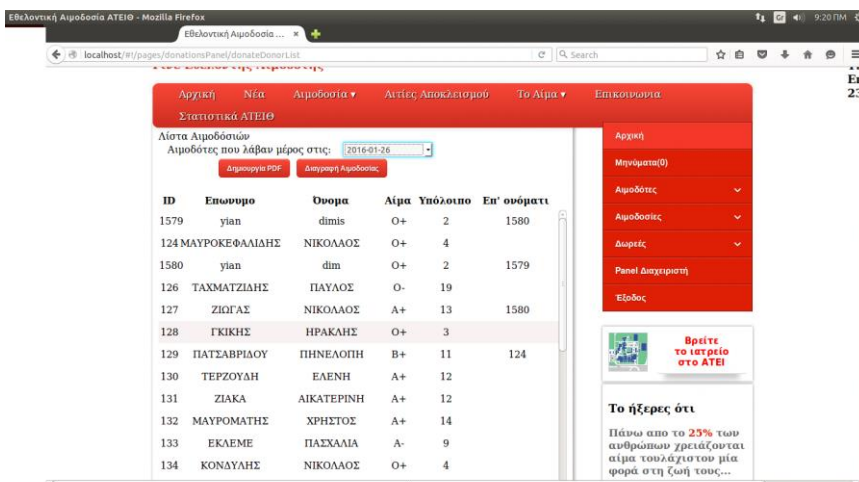 Εθελοντική Αιμοδοσία ΑΤΕΙΘ - Mozilla Firefox
Gr
9:20 ΠΜ
Εθελοντική Αιμοδοσία ...
localhost/#!/pages/donationsPanel/donateDonorList
Search
Αρχική Νέα Αιμοδοσία ▾ Αιτίες Αποκλεισμού Το Αίμα ▾ Επικοινωνια
Στατιστικά ΑΤΕΙΘ
Λίστα Αιμοδόσιών
Αιμοδότες που λάβαν μέρος στις: 2016-01-26
Δημιουργία PDF Διαγραφή Αιμοδοσίας
ID Επωνυμο Όνομα Αίμα Υπόλοιπο Επ' ονόματι
1579 yian dimis O+ 2 1580
124 ΜΑΥΡΟΚΕΦΑΛΙΔΗΣ ΝΙΚΟΛΑΟΣ O+ 4
1580 yian dim O+ 2 1579
126 ΤΑΧΜΑΤΖΙΔΗΣ ΠΑΥΛΟΣ O- 19
127 ΖΙΩΓΑΣ ΝΙΚΟΛΑΟΣ A+ 13 1580
128 ΓΚΙΚΗΣ ΗΡΑΚΛΗΣ O+ 3
129 ΠΑΤΣΑΒΡΙΔΟΥ ΠΗΝΕΛΟΠΗ B+ 11 124
130 ΤΕΡΖΟΥΔΗ ΕΛΕΝΗ A+ 12
131 ΖΙΑΚΑ ΑΙΚΑΤΕΡΙΝΗ A+ 12
132 ΜΑΥΡΟΜΑΤΗΣ ΧΡΗΣΤΟΣ A+ 14
133 ΕΚΛΕΜΕ ΠΑΣΧΑΛΙΑ A- 9
134 ΚΟΝΔΥΛΗΣ ΝΙΚΟΛΑΟΣ O+ 4
Αρχική
Μηνύματα(0)
Αιμοδότες
Αιμοδοσίες
Δωρεές
Panel Διαχειριστή
Έξοδος
Βρείτε
το ιατρείο
στο ΑΤΕΙ
Το ήξερες ότι
Πάνω απο το 25% των
ανθρώπων χρειάζονται
αίμα τουλάχιστον μία
φορά στη ζωή τους...